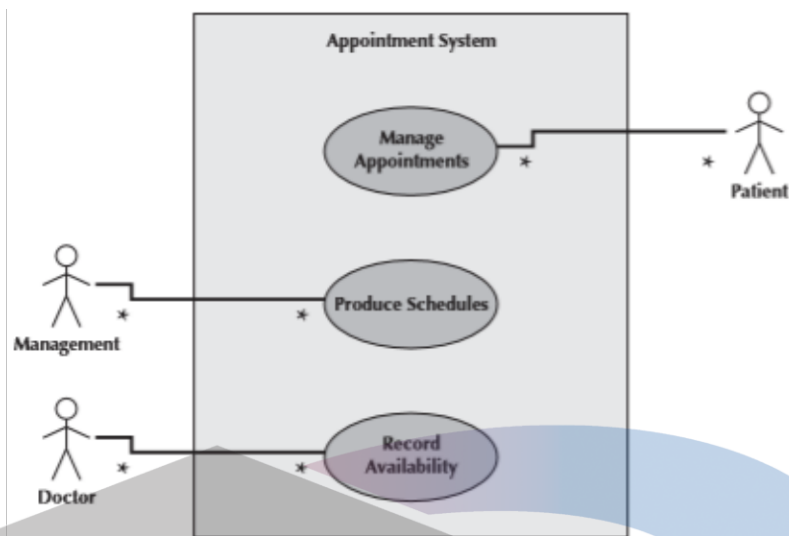 Appointment System
Manage
Appointments
*
*
Patient
Produce Schedules
*
*
Management
Record
Availability
*
*
Doctor